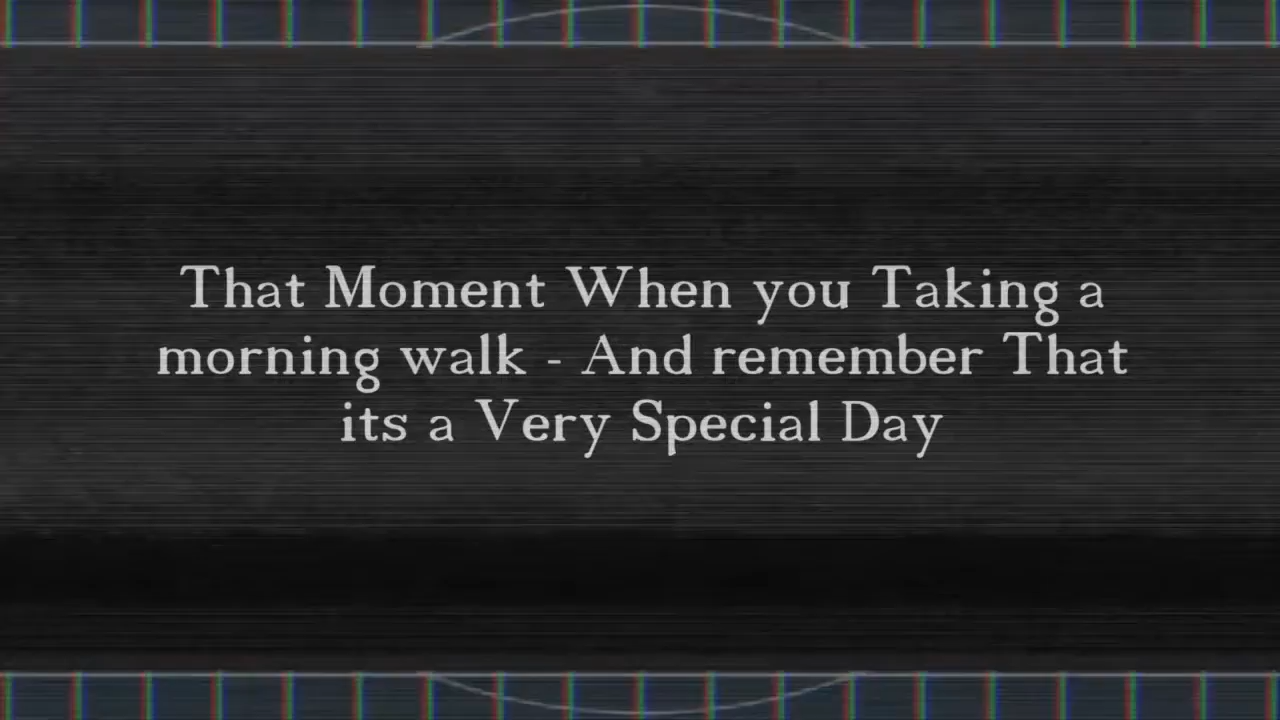 That Moment When you Taking a
morning walk - And remember That
its a Very Special Day